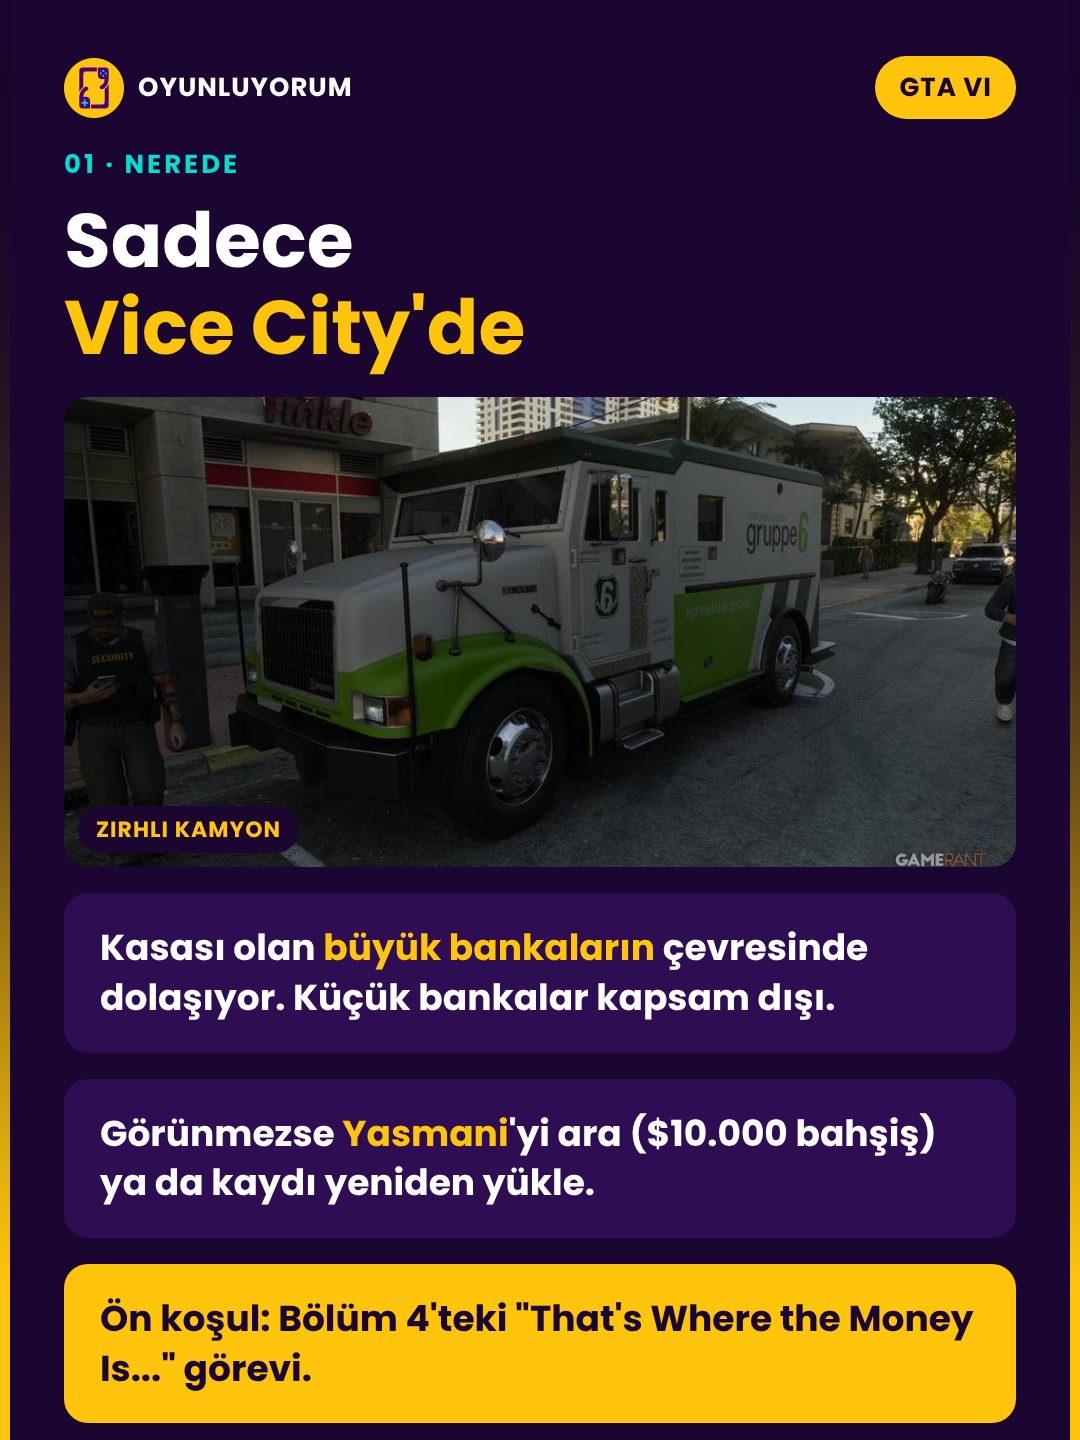 OYUNLUYORUM
GTA VI
01 · NEREDE
Sadece
Vice City'de
gruppe6
SECURITY
ZIRHLI KAMYON
GAMERANT
Kasası olan büyük bankaların çevresinde
dolaşıyor. Küçük bankalar kapsam dışı.
Görünmezse Yasmani'yi ara ($10.000 bahşiş)
ya da kaydı yeniden yükle.
Ön koşul: Bölüm 4'teki "That's Where the Money
Is..." görevi.